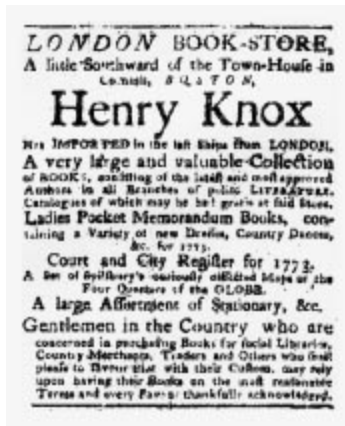 LONDON BOOK-STORE,
A little Southward of the Town-House in
Cornhill, BOSTON,
Henry Knox
Has IMPORTED in the last Ships from LONDON,
A very large and valuable Collection
of BOOKS, consisting of the latest and most approved
Authors in all Branches of polite LITERATURE.
Catalogues of which may be had gratis at said Store.
Ladies Pocket Memorandum Books, con-
taining a Variety of new Dresses, Country Dances,
&c. for 1773.
Court and City Register for 1773.
A Set of Spilsbury's curiously dissected Maps of the
Four Quarters of the GLOBE.
A large Assortment of Stationary, &c.
Gentlemen in the Country who are
concerned in purchasing Books for social Libraries,
Country Merchants, Traders and Others who shall
please to favour him with their Custom, may rely
upon having their Books on the most reasonable
Terms and every Favour thankfully acknowledged.